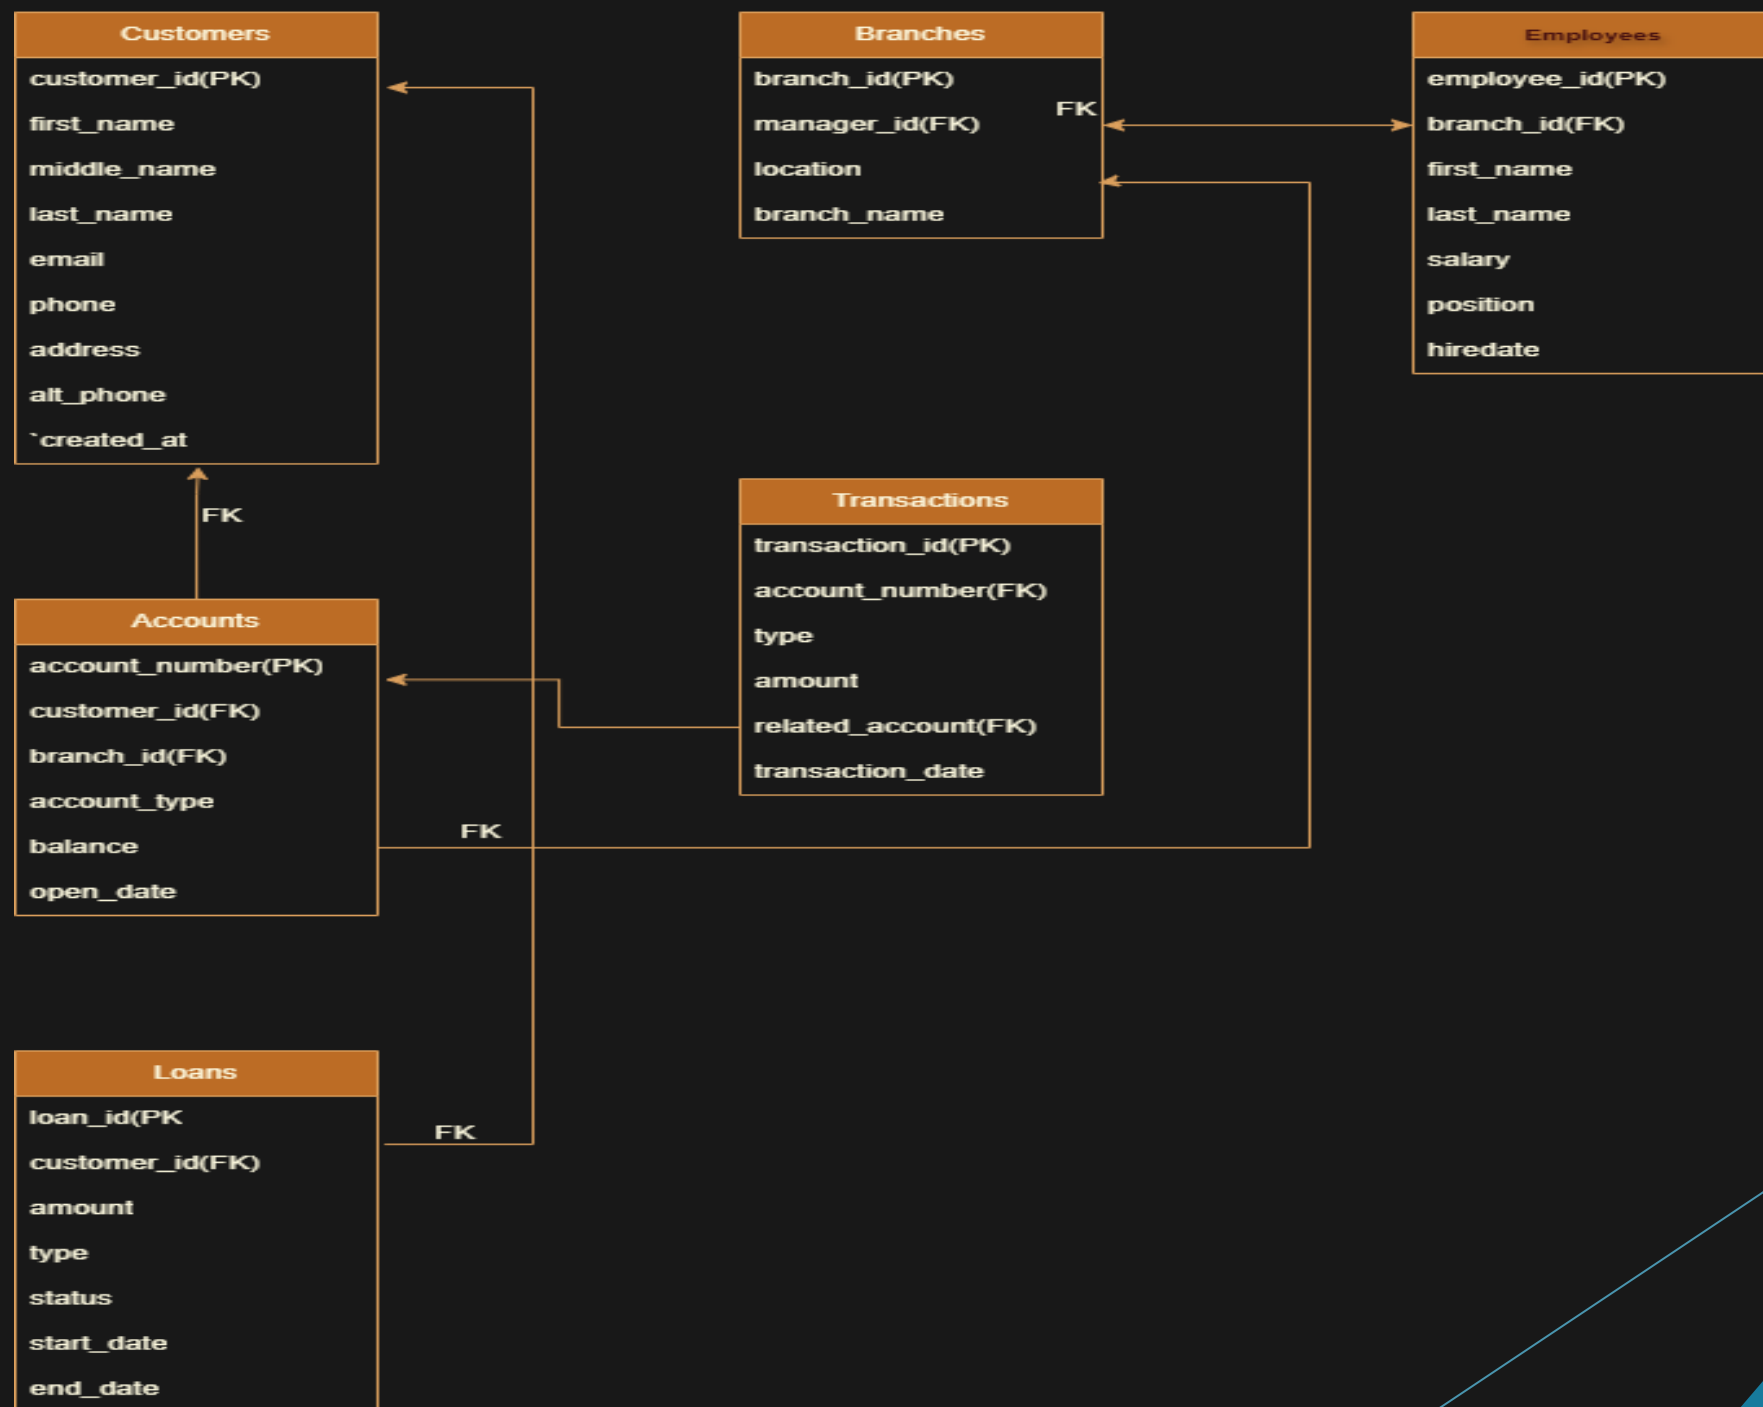 Customers
customer_id(PK)
first_name
middle_name
last_name
email
phone
address
alt_phone
`created_at
FK
Accounts
account_number(PK)
customer_id(FK)
branch_id(FK)
account_type
balance
open_date
FK
Loans
loan_id(PK
customer_id(FK)
amount
type
status
start_date
end_date
FK
Branches
branch_id(PK)
manager_id(FK)
location
branch_name
FK
Transactions
transaction_id(PK)
account_number(FK)
type
amount
related_account(FK)
transaction_date
Employees
employee_id(PK)
branch_id(FK)
first_name
last_name
salary
position
hiredate